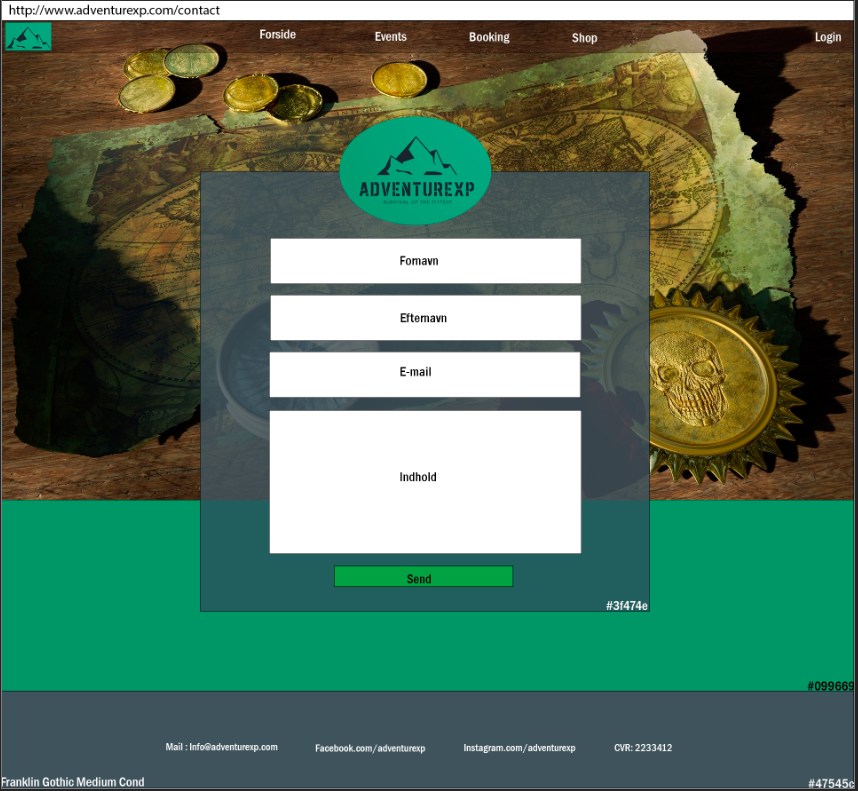 http://www.adventurexp.com/contact
Forside Events Booking Shop Login
ADVENTUREXP
SURVIVAL OF THE FITTEST
Fornavn
Efternavn
E-mail
Indhold
Send
#3f474e
#099669
Mail : Info@adventurexp.com Facebook.com/adventurexp Instagram.com/adventurexp CVR: 2233412
Franklin Gothic Medium Cond #47545c